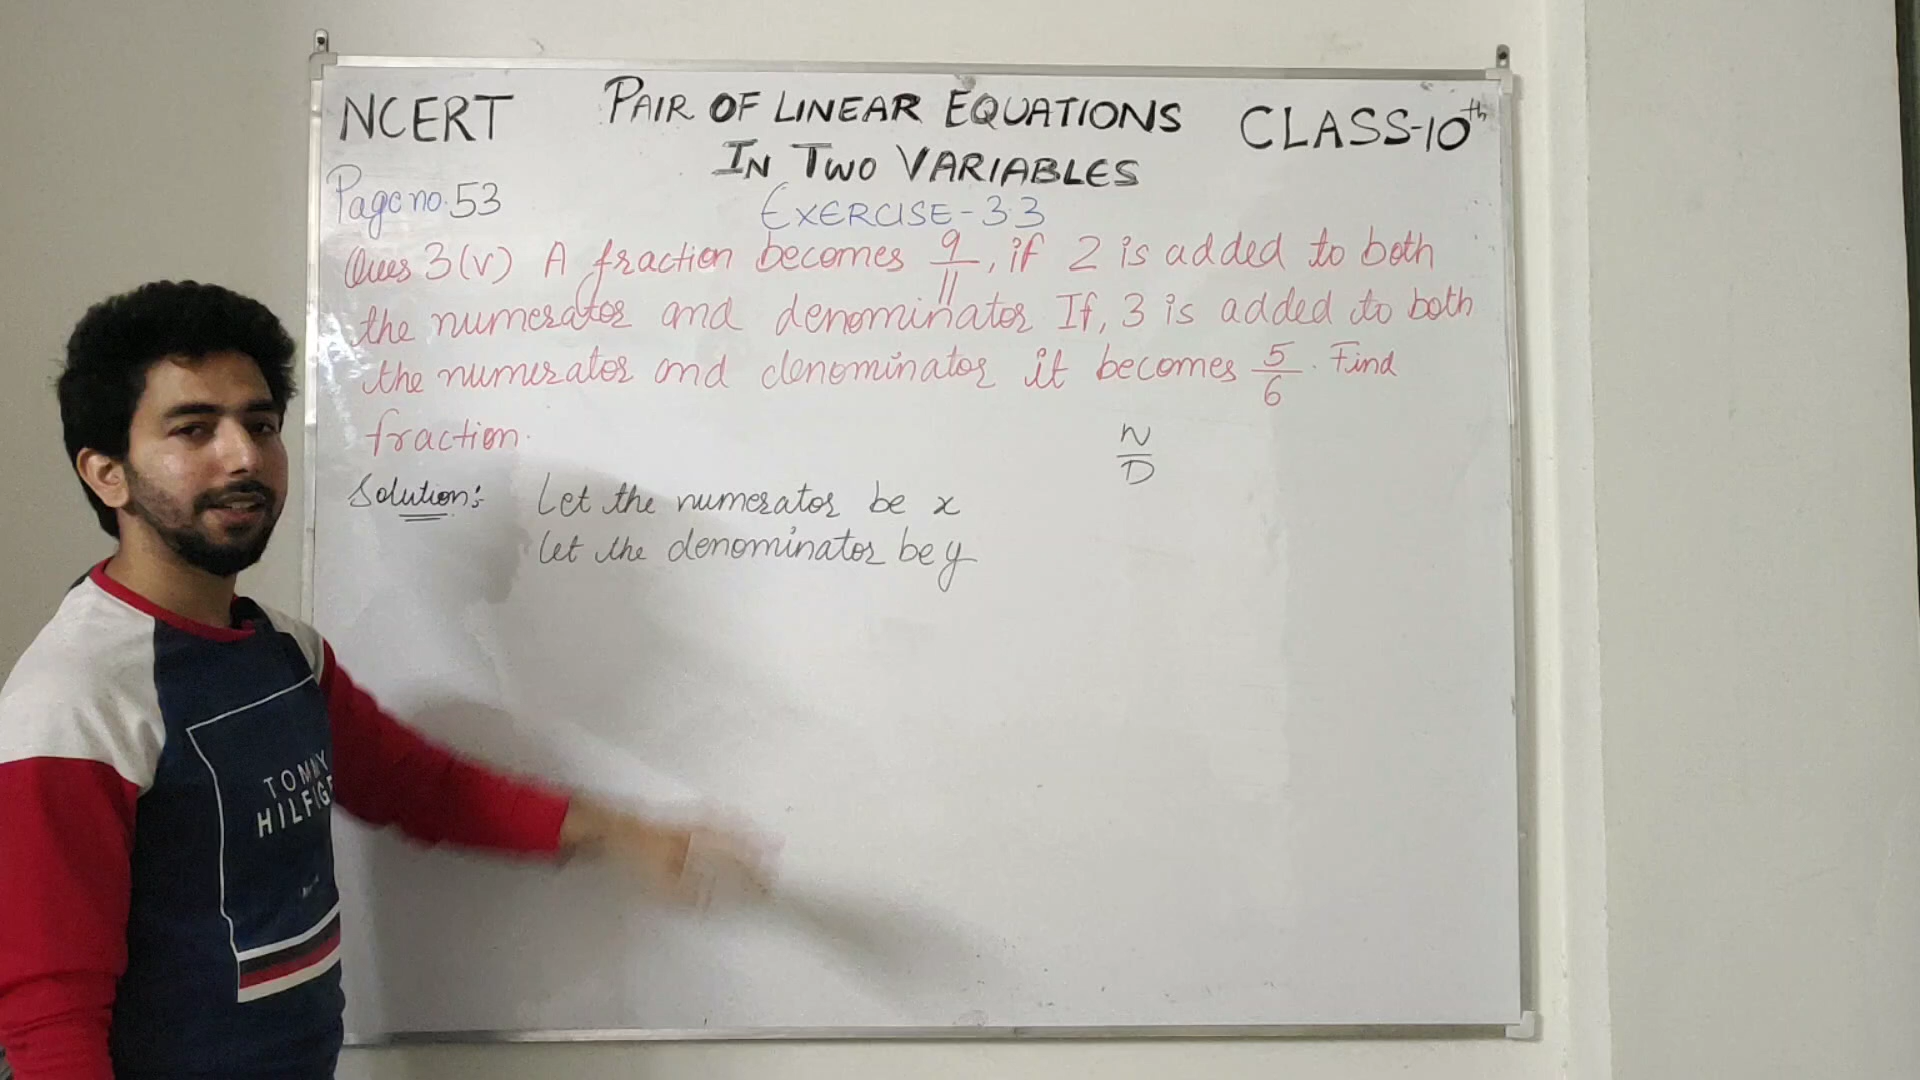 NCERT PAIR OF LINEAR EQUATIONS CLASS-10th
IN TWO VARIABLES
Page no. 53 EXERCISE-3.3
Ques 3(v) A fraction becomes 9/11, if 2 is added to both
the numerator and denominator If, 3 is added to both
the numerator and denominator it becomes 5/6. Find
fraction.
N/D
Solution:- Let the numerator be x
let the denominator be y
TOMMY
HILFIGE